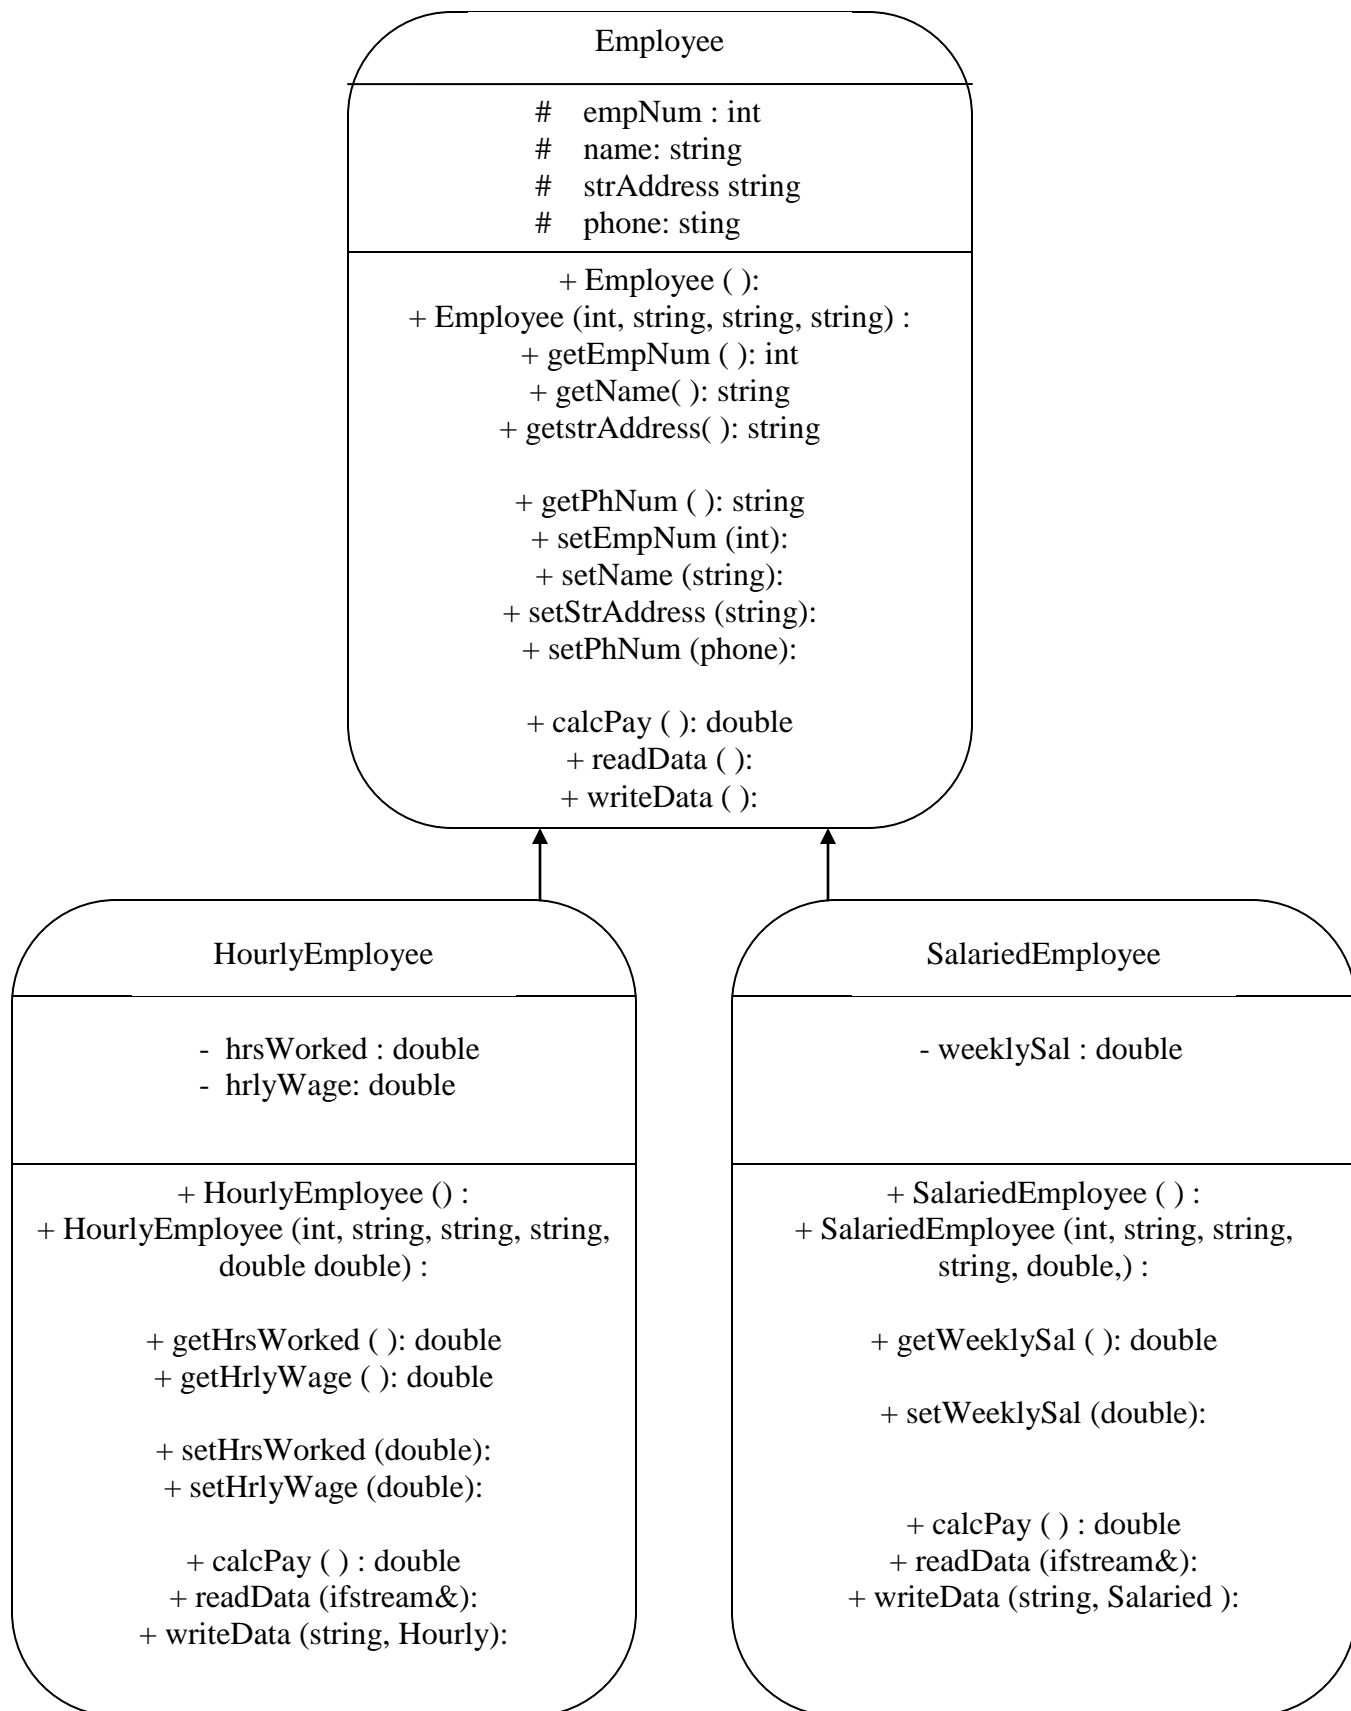 Employee
# empNum : int
# name: string
# strAddress string
# phone: sting
+ Employee ( ):
+ Employee (int, string, string, string) :
+ getEmpNum ( ): int
+ getName( ): string
+ getstrAddress( ): string
+ getPhNum ( ): string
+ setEmpNum (int):
+ setName (string):
+ setStrAddress (string):
+ setPhNum (phone):
+ calcPay ( ): double
+ readData ( ):
+ writeData ( ):
HourlyEmployee
- hrsWorked : double
- hrlyWage: double
+ HourlyEmployee () :
+ HourlyEmployee (int, string, string, string,
double double) :
+ getHrsWorked ( ): double
+ getHrlyWage ( ): double
+ setHrsWorked (double):
+ setHrlyWage (double):
+ calcPay ( ) : double
+ readData (ifstream&):
+ writeData (string, Hourly):
SalariedEmployee
- weeklySal : double
+ SalariedEmployee ( ) :
+ SalariedEmployee (int, string, string,
string, double,) :
+ getWeeklySal ( ): double
+ setWeeklySal (double):
+ calcPay ( ) : double
+ readData (ifstream&):
+ writeData (string, Salaried ):